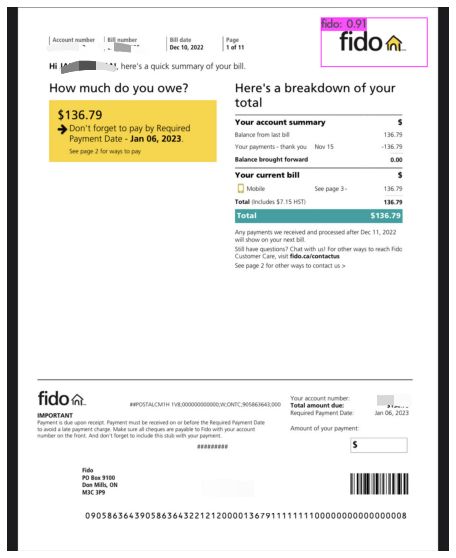 fido: 0.91
fido
Account number
Bill number
Bill date
Dec 10, 2022
Page
1 of 11
Hi, here's a quick summary of your bill.
How much do you owe?
$136.79
Don't forget to pay by Required
Payment Date - Jan 06, 2023.
See page 2 for ways to pay
Here's a breakdown of your
total
Your account summary $
Balance from last bill 136.79
Your payments - thank you Nov 15 -136.79
Balance brought forward 0.00
Your current bill $
Mobile See page 3 - 136.79
Total (Includes $7.15 HST) 136.79
Total $136.79
Any payments we received and processed after Dec 11, 2022
will show on your next bill.
Still have questions? Chat with us! For other ways to reach Fido
Customer Care, visit fido.ca/contactus
See page 2 for other ways to contact us >
fido
##POSTALCM1H 1V8;000000000000;W;ONTC;905863643;000
IMPORTANT
Payment is due upon receipt. Payment must be received on or before the Required Payment Date
to avoid a late payment charge. Make sure all cheques are payable to Fido with your account
number on the front. And don't forget to include this stub with your payment.
#########
Your account number:
Total amount due:
Required Payment Date: Jan 06, 2023
Amount of your payment:
$
Fido
PO Box 9100
Don Mills, ON
M3C 3P9